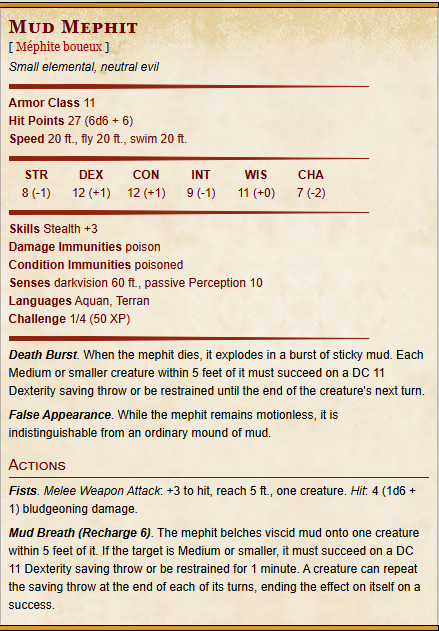 Mud Mephit
[ Méphite boueux ]
Small elemental, neutral evil
Armor Class 11
Hit Points 27 (6d6 + 6)
Speed 20 ft., fly 20 ft., swim 20 ft.
STR DEX CON INT WIS CHA
8 (-1) 12 (+1) 12 (+1) 9 (-1) 11 (+0) 7 (-2)
Skills Stealth +3
Damage Immunities poison
Condition Immunities poisoned
Senses darkvision 60 ft., passive Perception 10
Languages Aquan, Terran
Challenge 1/4 (50 XP)
Death Burst. When the mephit dies, it explodes in a burst of sticky mud. Each
Medium or smaller creature within 5 feet of it must succeed on a DC 11
Dexterity saving throw or be restrained until the end of the creature's next turn.
False Appearance. While the mephit remains motionless, it is
indistinguishable from an ordinary mound of mud.
Actions
Fists. Melee Weapon Attack: +3 to hit, reach 5 ft., one creature. Hit: 4 (1d6 +
1) bludgeoning damage.
Mud Breath (Recharge 6). The mephit belches viscid mud onto one creature
within 5 feet of it. If the target is Medium or smaller, it must succeed on a DC
11 Dexterity saving throw or be restrained for 1 minute. A creature can repeat
the saving throw at the end of each of its turns, ending the effect on itself on a
success.